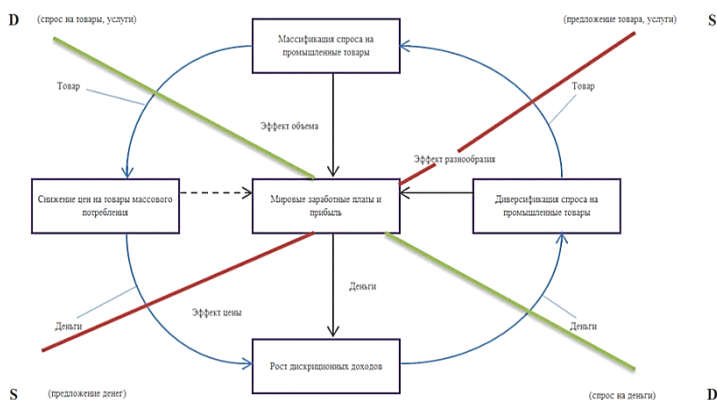 D
(спрос на товары, услуги)
(предложение товара, услуги)
S
Массификация спроса на
промышленные товары
Товар
Товар
Эффект объема
Эффект разнообразия
Снижение цен на товары массового
потребления
Мировые заработные платы и
прибыль
Диверсификация спроса на
промышленные товары
Деньги
Эффект цены
Деньги
Деньги
Рост дискриционных доходов
S
(предложение денег)
(спрос на деньги)
D